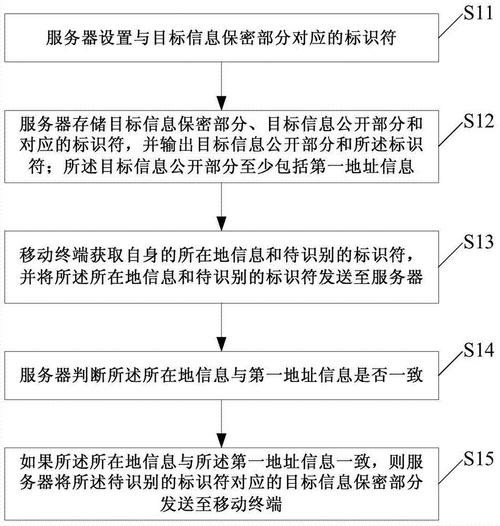 S11
服务器设置与目标信息保密部分对应的标识符
S12
服务器存储目标信息保密部分、目标信息公开部分和
对应的标识符，并输出目标信息公开部分和所述标识
符；所述目标信息公开部分至少包括第一地址信息
S13
移动终端获取自身的所在地信息和待识别的标识符，
并将所述所在地信息和待识别的标识符发送至服务器
S14
服务器判断所述所在地信息与第一地址信息是否一致
S15
如果所述所在地信息与所述第一地址信息一致，则服
务器将所述待识别的标识符对应的目标信息保密部分
发送至移动终端